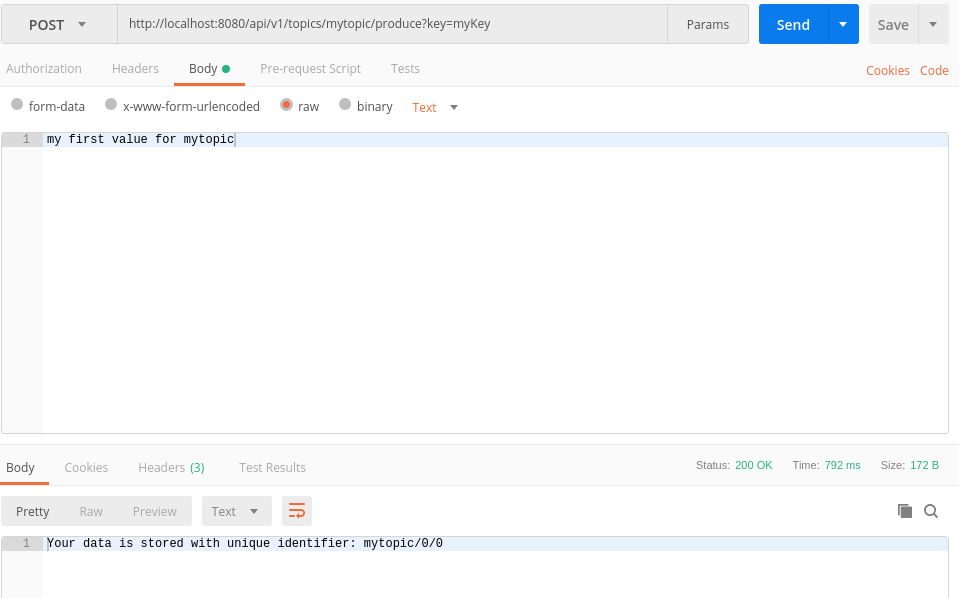 POST http://localhost:8080/api/v1/topics/mytopic/produce?key=myKey Params Send Save
Authorization Headers Body Pre-request Script Tests Cookies Code
form-data x-www-form-urlencoded raw binary Text
1 my first value for mytopic
Body Cookies Headers (3) Test Results Status: 200 OK Time: 792 ms Size: 172 B
Pretty Raw Preview Text
1 Your data is stored with unique identifier: mytopic/0/0